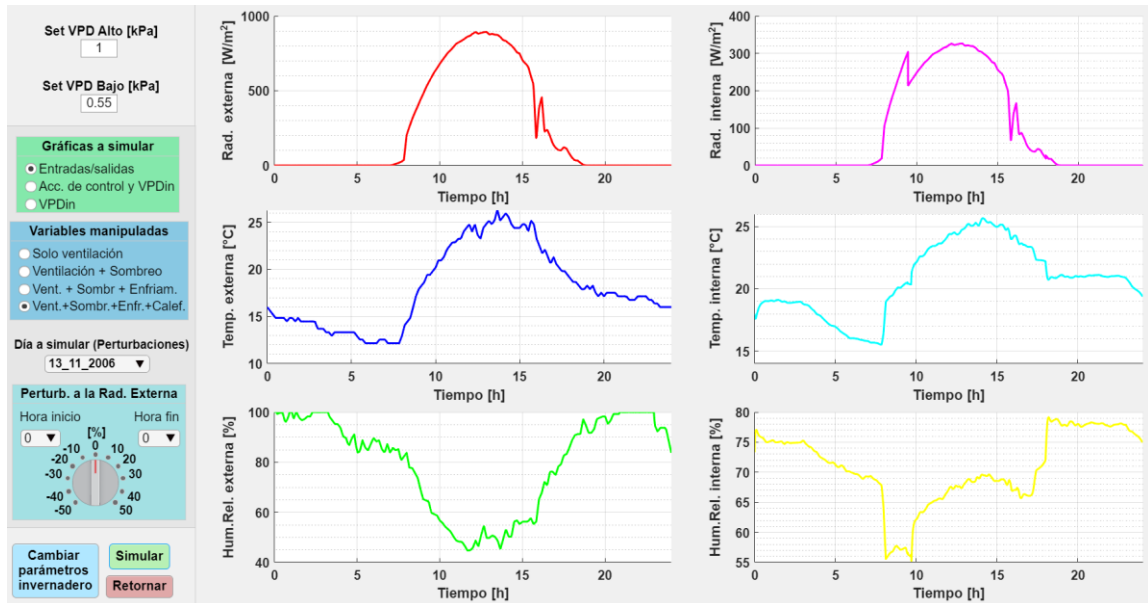 Set VPD Alto [kPa]
1
Set VPD Bajo [kPa]
0.55
Gráficas a simular
Entradas/salidas
Acc. de control y VPDin
VPDin
Variables manipuladas
Solo ventilación
Ventilación + Sombreo
Vent. + Sombr + Enfriam.
Vent.+Sombr.+Enfr.+Calef.
Día a simular (Perturbaciones)
13_11_2006
Perturb. a la Rad. Externa
Hora inicio
Hora fin
0
[%]
0
-10 0 10
-20 20
-30 30
-40 40
-50 50
Cambiar
parámetros
invernadero
Simular
Retornar
Rad. externa [W/m²]
1000
500
0
0 5 10 15 20
Tiempo [h]
Rad. interna [W/m²]
400
300
200
100
0
0 5 10 15 20
Tiempo [h]
Temp. externa [°C]
25
20
15
10
0 5 10 15 20
Tiempo [h]
Temp. interna [°C]
25
20
15
0 5 10 15 20
Tiempo [h]
Hum.Rel. externa [%]
100
80
60
40
0 5 10 15 20
Tiempo [h]
Hum.Rel. interna [%]
80
75
70
65
60
55
0 5 10 15 20
Tiempo [h]